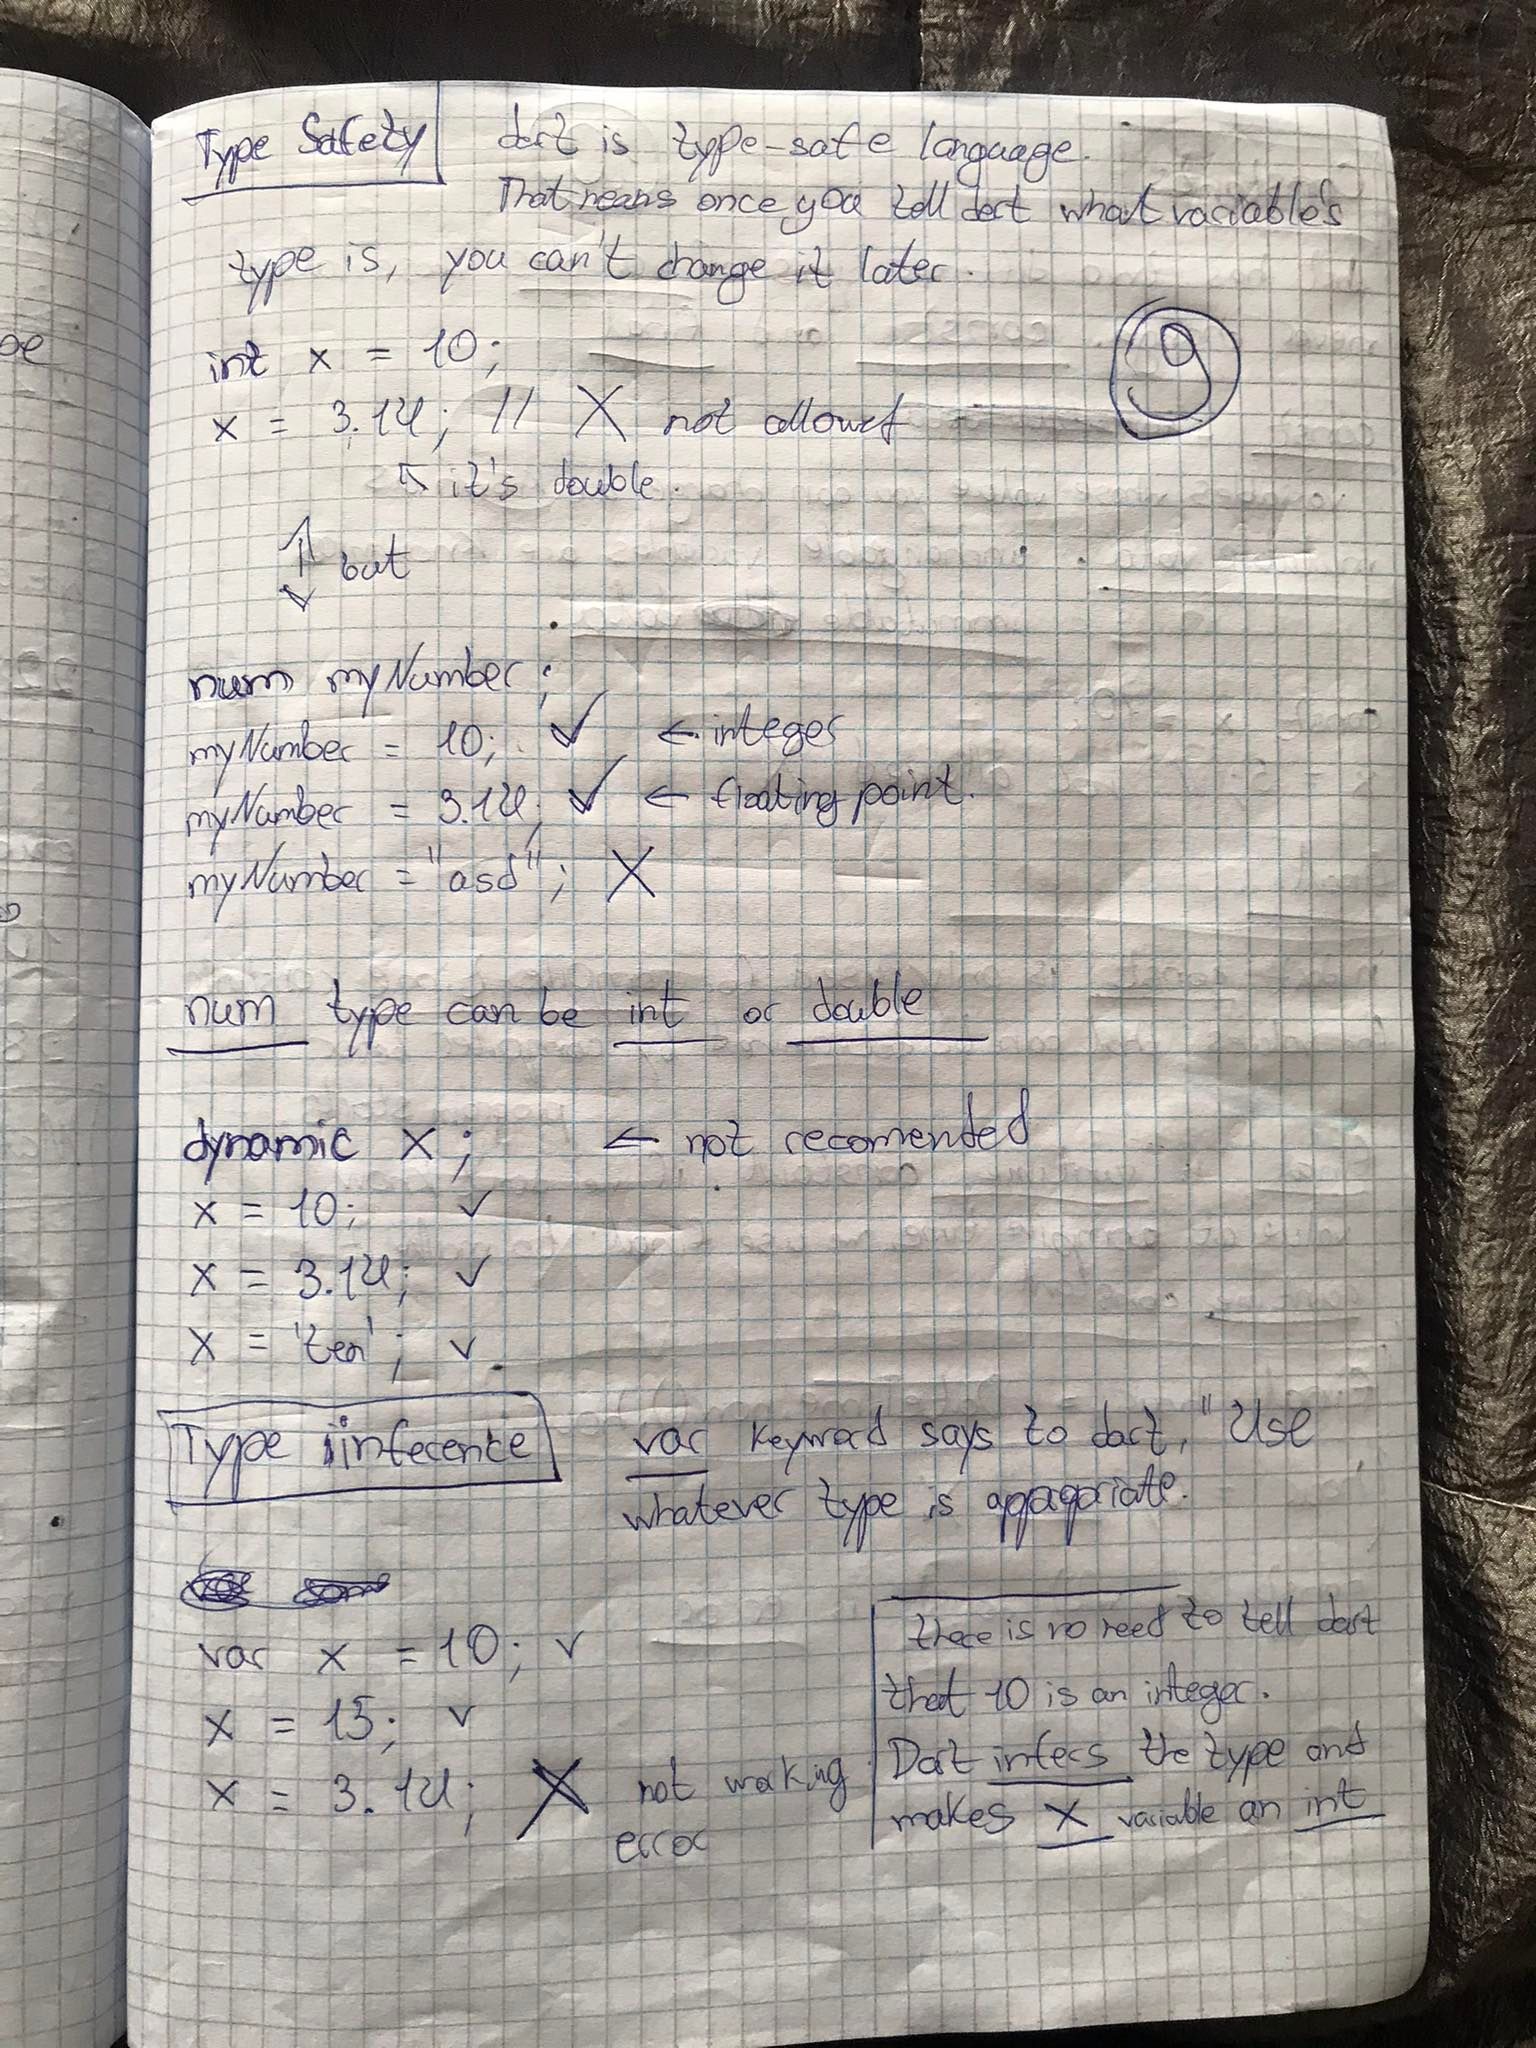 Type Safety
dart is type-safe language.
That means once you tell dart what variable's
type is, you can't change it later.
9
int x = 10;
x = 3.14; // X not allowed
↖ it's double.
↕ but
num myNumber;
myNumber = 10; ✓ ← integer
myNumber = 3.14; ✓ ← floating point.
myNumber = "asd"; X
num type can be int or double
dynamic x; ← not recomended
x = 10; ✓
x = 3.14; ✓
x = 'ten'; ✓
Type inference
var keyword says to dart, "Use
whatever type is
var x = 10; ✓
x = 15; ✓
x = 3.14; X not working
error
there is no need to tell dart
that 10 is an integer.
Dart infers the type and
makes x variable an int